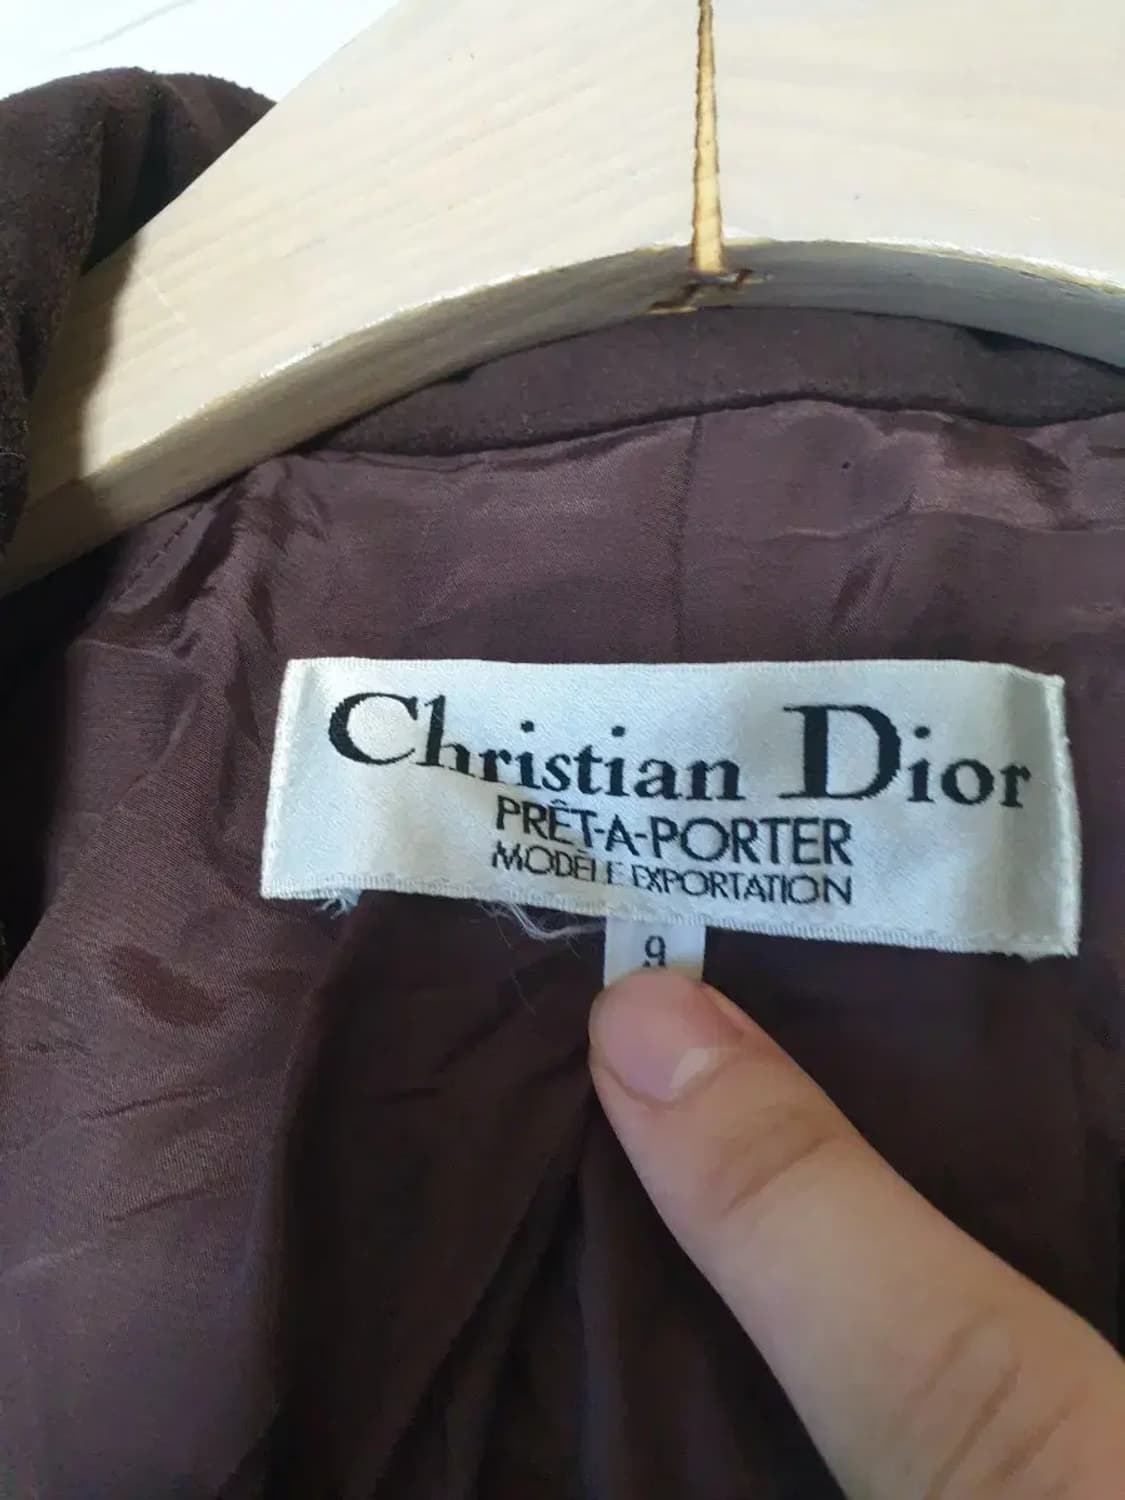 Christian Dior
PRÊT-A-PORTER
MODÈLE EXPORTATION
9